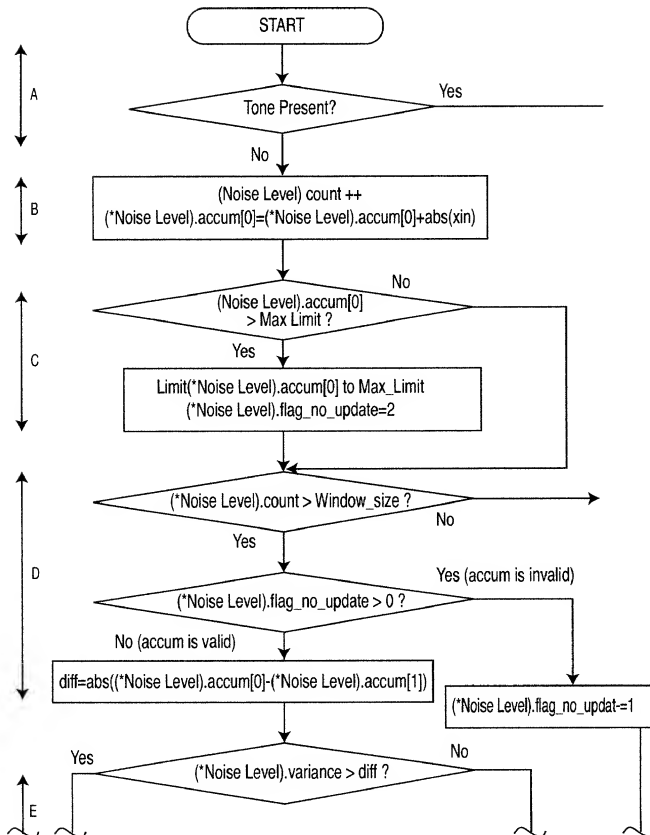 START
A
Tone Present?
Yes
No
B
(Noise Level) count ++
(*Noise Level).accum[0]=(*Noise Level).accum[0]+abs(xin)
C
(Noise Level).accum[0]
> Max Limit ?
No
Yes
Limit(*Noise Level).accum[0] to Max_Limit
(*Noise Level).flag_no_update=2
D
(*Noise Level).count > Window_size ?
No
Yes
(*Noise Level).flag_no_update > 0 ?
Yes (accum is invalid)
No (accum is valid)
diff=abs((*Noise Level).accum[0]-(*Noise Level).accum[1])
(*Noise Level).flag_no_updat-=1
E
(*Noise Level).variance > diff ?
Yes
No